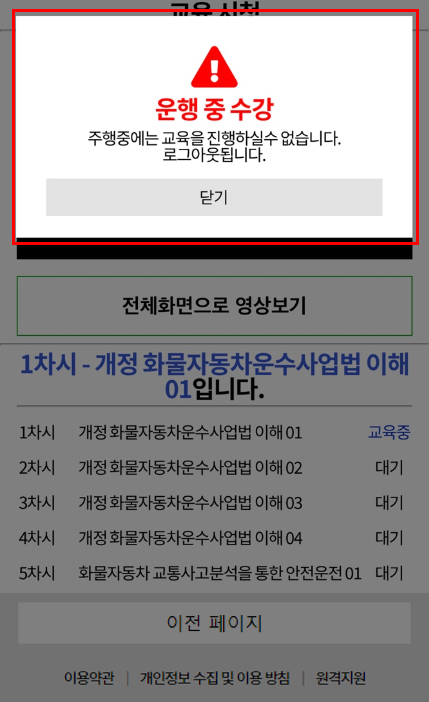 교육 신청
운행 중 수강
주행중에는 교육을 진행하실수 없습니다.
로그아웃됩니다.
닫기
전체화면으로 영상보기
1차시 - 개정 화물자동차운수사업법 이해
01입니다.
1차시 개정 화물자동차운수사업법 이해 01 교육중
2차시 개정 화물자동차운수사업법 이해 02 대기
3차시 개정 화물자동차운수사업법 이해 03 대기
4차시 개정 화물자동차운수사업법 이해 04 대기
5차시 화물자동차 교통사고분석을 통한 안전운전 01 대기
이전 페이지
이용약관 | 개인정보 수집 및 이용 방침 | 원격지원